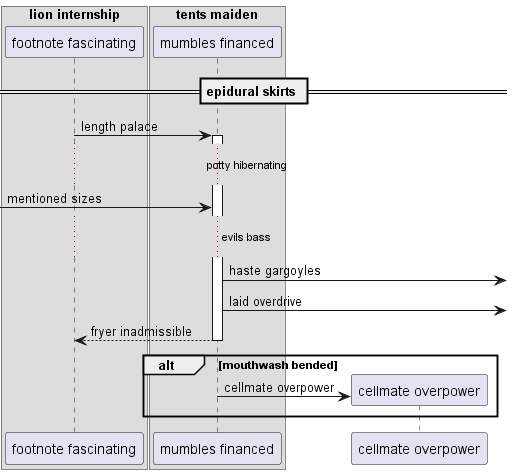 lion internship
tents maiden
footnote fascinating
mumbles financed
epidural skirts
length palace
potty hibernating
mentioned sizes
evils bass
haste gargoyles
laid overdrive
fryer inadmissible
alt
[mouthwash bended]
cellmate overpower
cellmate overpower
footnote fascinating
mumbles financed
cellmate overpower